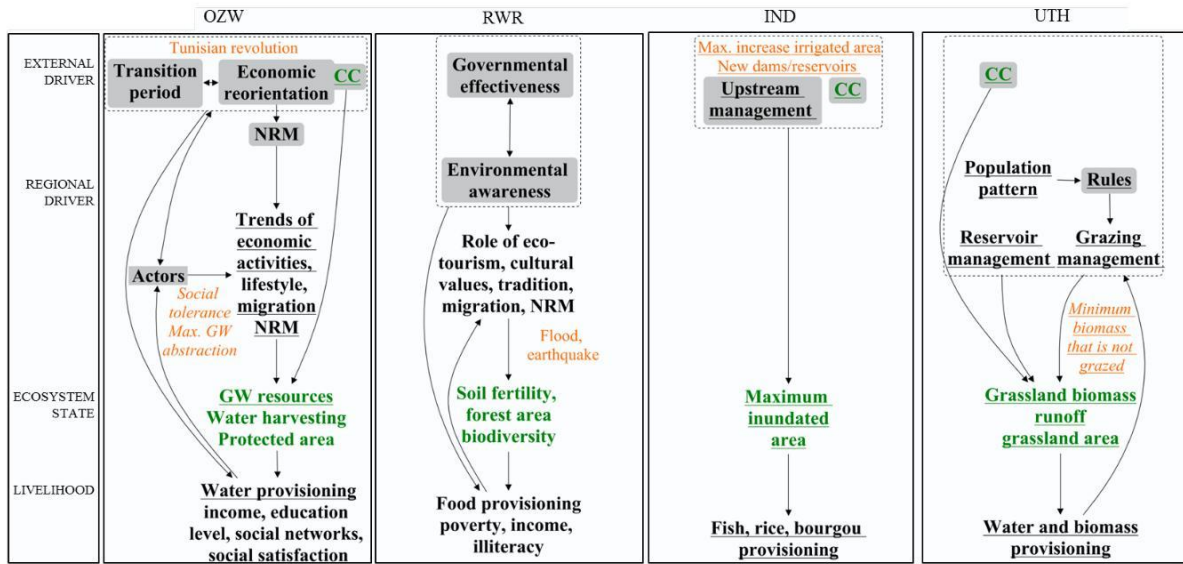 OZW
RWR
IND
UTH
EXTERNAL
DRIVER
REGIONAL
DRIVER
ECOSYSTEM
STATE
LIVELIHOOD
Tunisian revolution
Transition
period
Economic
reorientation
CC
NRM
Trends of
economic
activities,
lifestyle,
migration
NRM
Actors
Social
tolerance
Max. GW
abstraction
GW resources
Water harvesting
Protected area
Water provisioning
income, education
level, social networks,
social satisfaction
Governmental
effectiveness
Environmental
awareness
Role of eco-
tourism, cultural
values, tradition,
migration, NRM
Flood,
earthquake
Soil fertility,
forest area
biodiversity
Food provisioning
poverty, income,
illiteracy
Max. increase irrigated area
New dams/reservoirs
Upstream
management
CC
Maximum
inundated
area
Fish, rice, bourgou
provisioning
CC
Population
pattern
Rules
Reservoir
management
Grazing
management
Minimum
biomass
that is not
grazed
Grassland biomass
runoff
grassland area
Water and biomass
provisioning